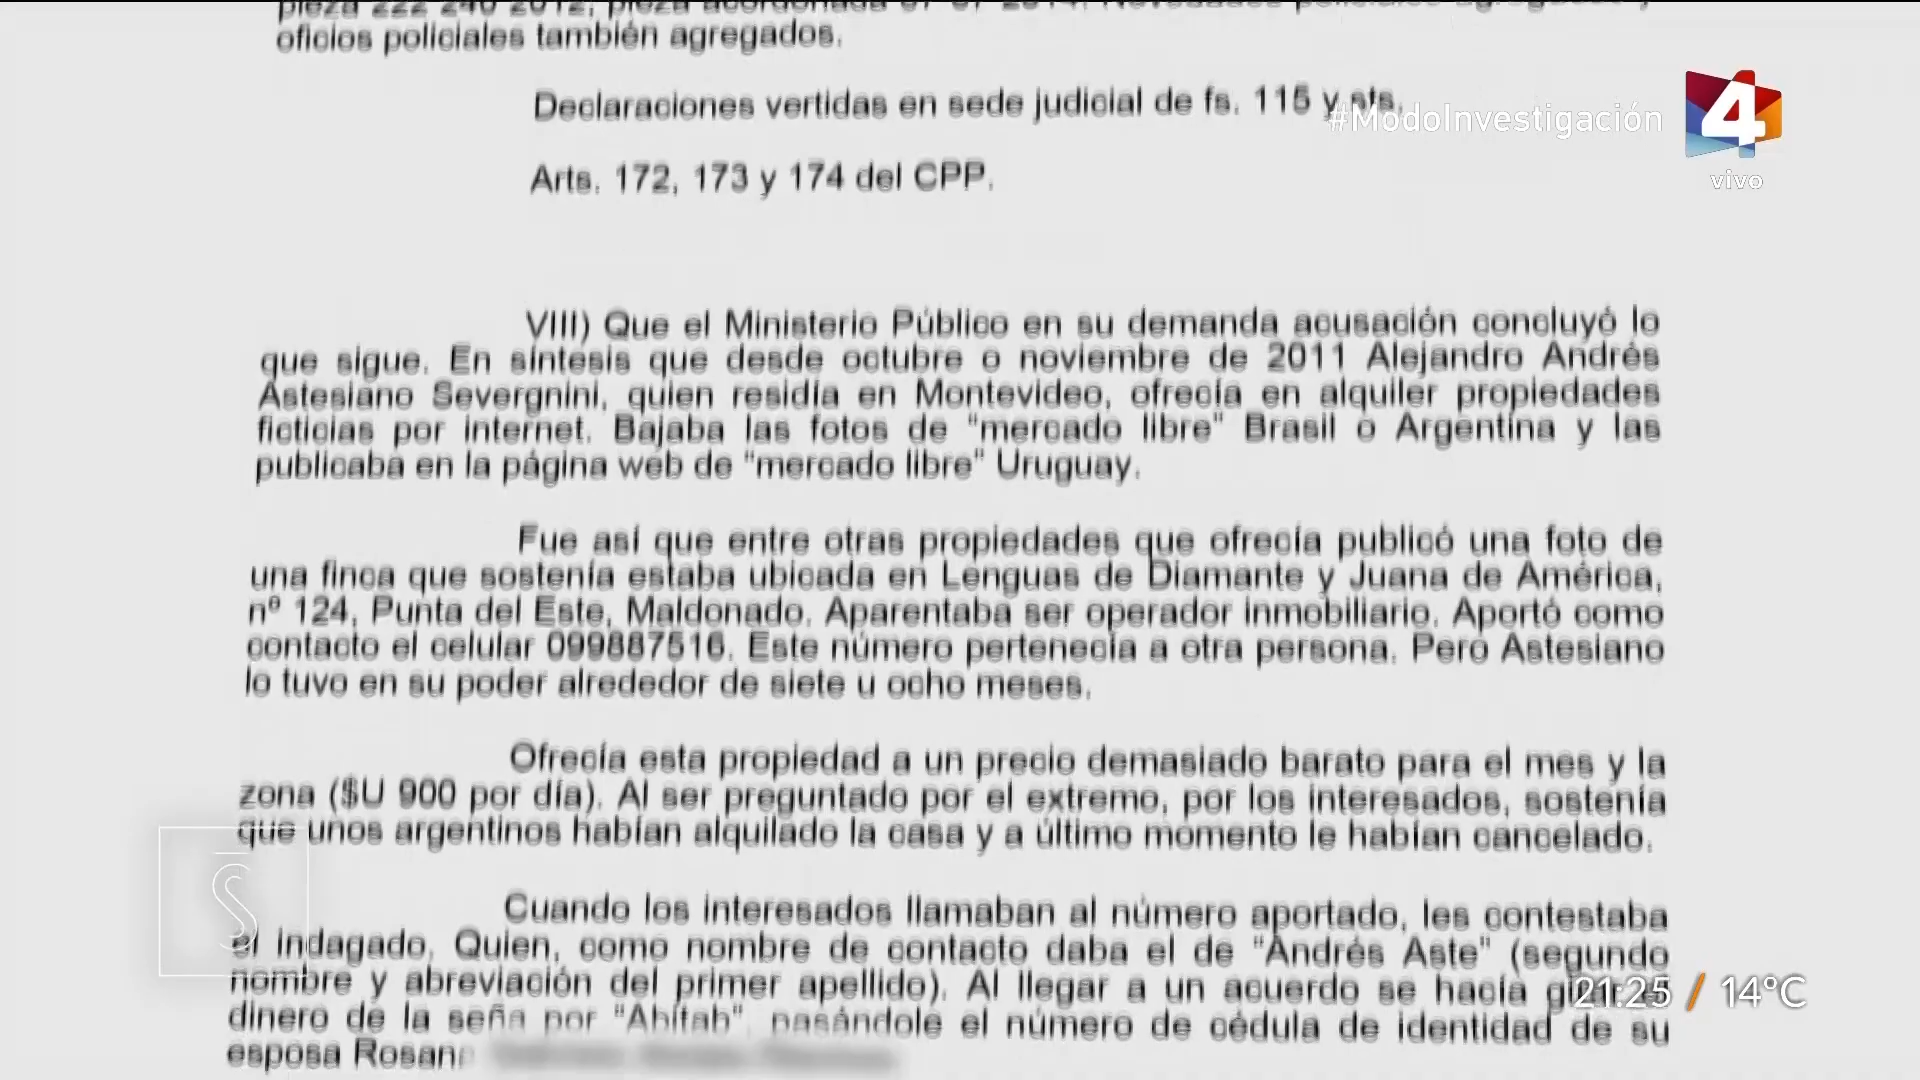 oficios policiales también agregados.
Declaraciones vertidas en sede judicial de fs. 115 y sts.
#ModoInvestigación
4
vivo
Arts. 172, 173 y 174 del CPP.
VIII) Que el Ministerio Público en su demanda acusación concluyó lo
que sigue. En síntesis que desde octubre o noviembre de 2011 Alejandro Andrés
Astesiano Severgnini, quien residía en Montevideo, ofrecía en alquiler propiedades
ficticias por internet. Bajaba las fotos de "mercado libre" Brasil o Argentina y las
publicaba en la página web de "mercado libre" Uruguay.
Fue así que entre otras propiedades que ofrecía publicó una foto de
una finca que sostenía estaba ubicada en Lenguas de Diamante y Juana de América,
nº 124, Punta del Este, Maldonado. Aparentaba ser operador inmobiliario. Aportó como
contacto el celular 099887516. Este número pertenecía a otra persona. Pero Astesiano
lo tuvo en su poder alrededor de siete u ocho meses.
Ofrecía esta propiedad a un precio demasiado barato para el mes y la
zona ($U 900 por día). Al ser preguntado por el extremo, por los interesados, sostenía
que unos argentinos habían alquilado la casa y a último momento le habían cancelado.
Cuando los interesados llamaban al número aportado, les contestaba
el indagado. Quien, como nombre de contacto daba el de "Andrés Aste" (segundo
nombre y abreviación del primer apellido). Al llegar a un acuerdo se hacía
21:25 / 14°C
dinero de la seña por "Abitab", pasándole el número de cédula de identidad de su
esposa